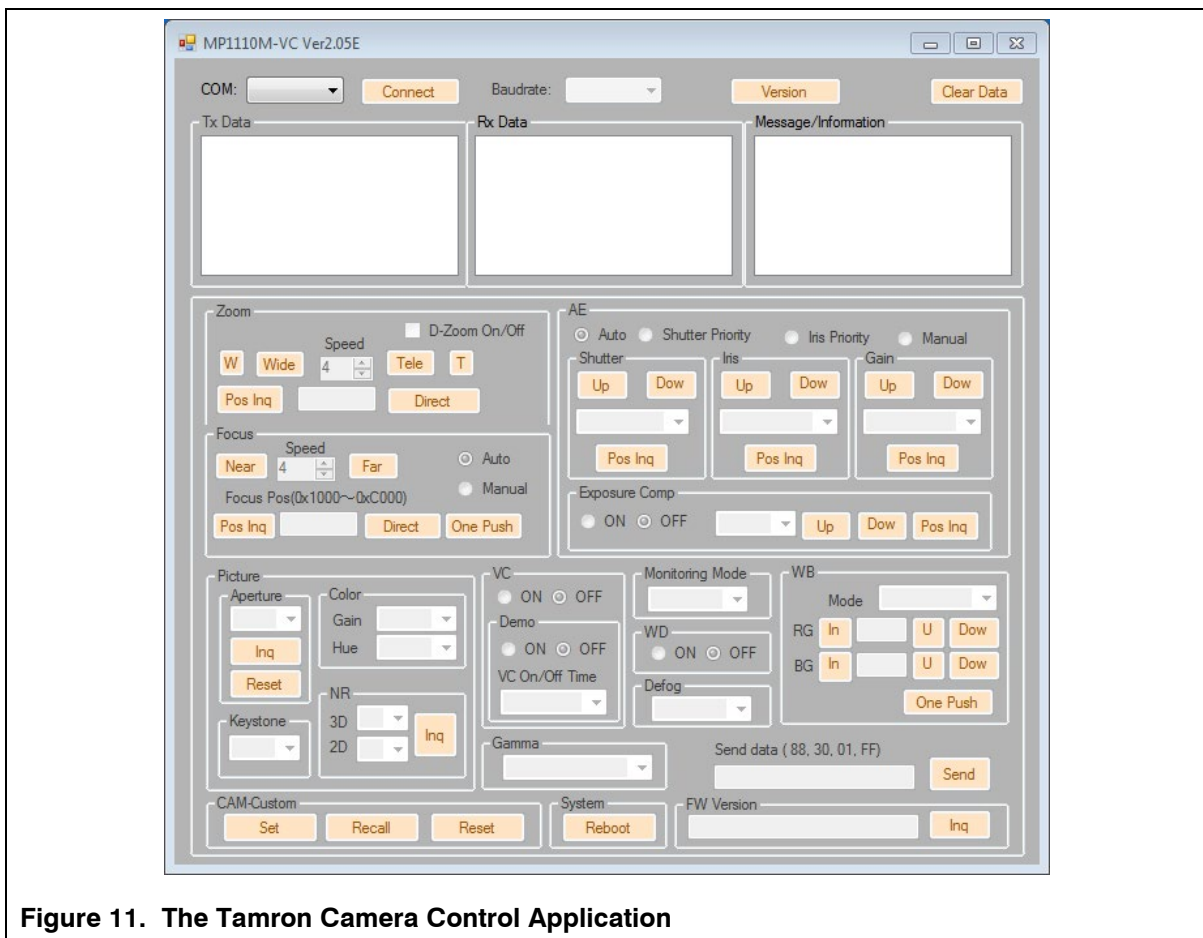 MP1110M-VC Ver2.05E
COM: Connect Baudrate: Version Clear Data
Tx Data Rx Data Message/Information
Zoom
D-Zoom On/Off
Speed
W Wide 4 Tele T
Pos Inq Direct
Focus
Speed
Near 4 Far Auto
Manual
Focus Pos(0x1000～0xC000)
Pos Inq Direct One Push
AE
Auto Shutter Priority Iris Priority Manual
Shutter Iris Gain
Up Dow Up Dow Up Dow
Pos Inq Pos Inq Pos Inq
Exposure Comp
ON OFF Up Dow Pos Inq
Picture
Aperture
Inq
Reset
Color
Gain
Hue
Keystone
NR
3D
2D
Inq
VC
ON OFF
Demo
ON OFF
VC On/Off Time
Monitoring Mode
WD
ON OFF
Defog
WB
Mode
RG In U Dow
BG In U Dow
One Push
Gamma
Send data ( 88, 30, 01, FF)
Send
CAM-Custom
Set Recall Reset
System
Reboot
FW Version
Inq
Figure 11. The Tamron Camera Control Application